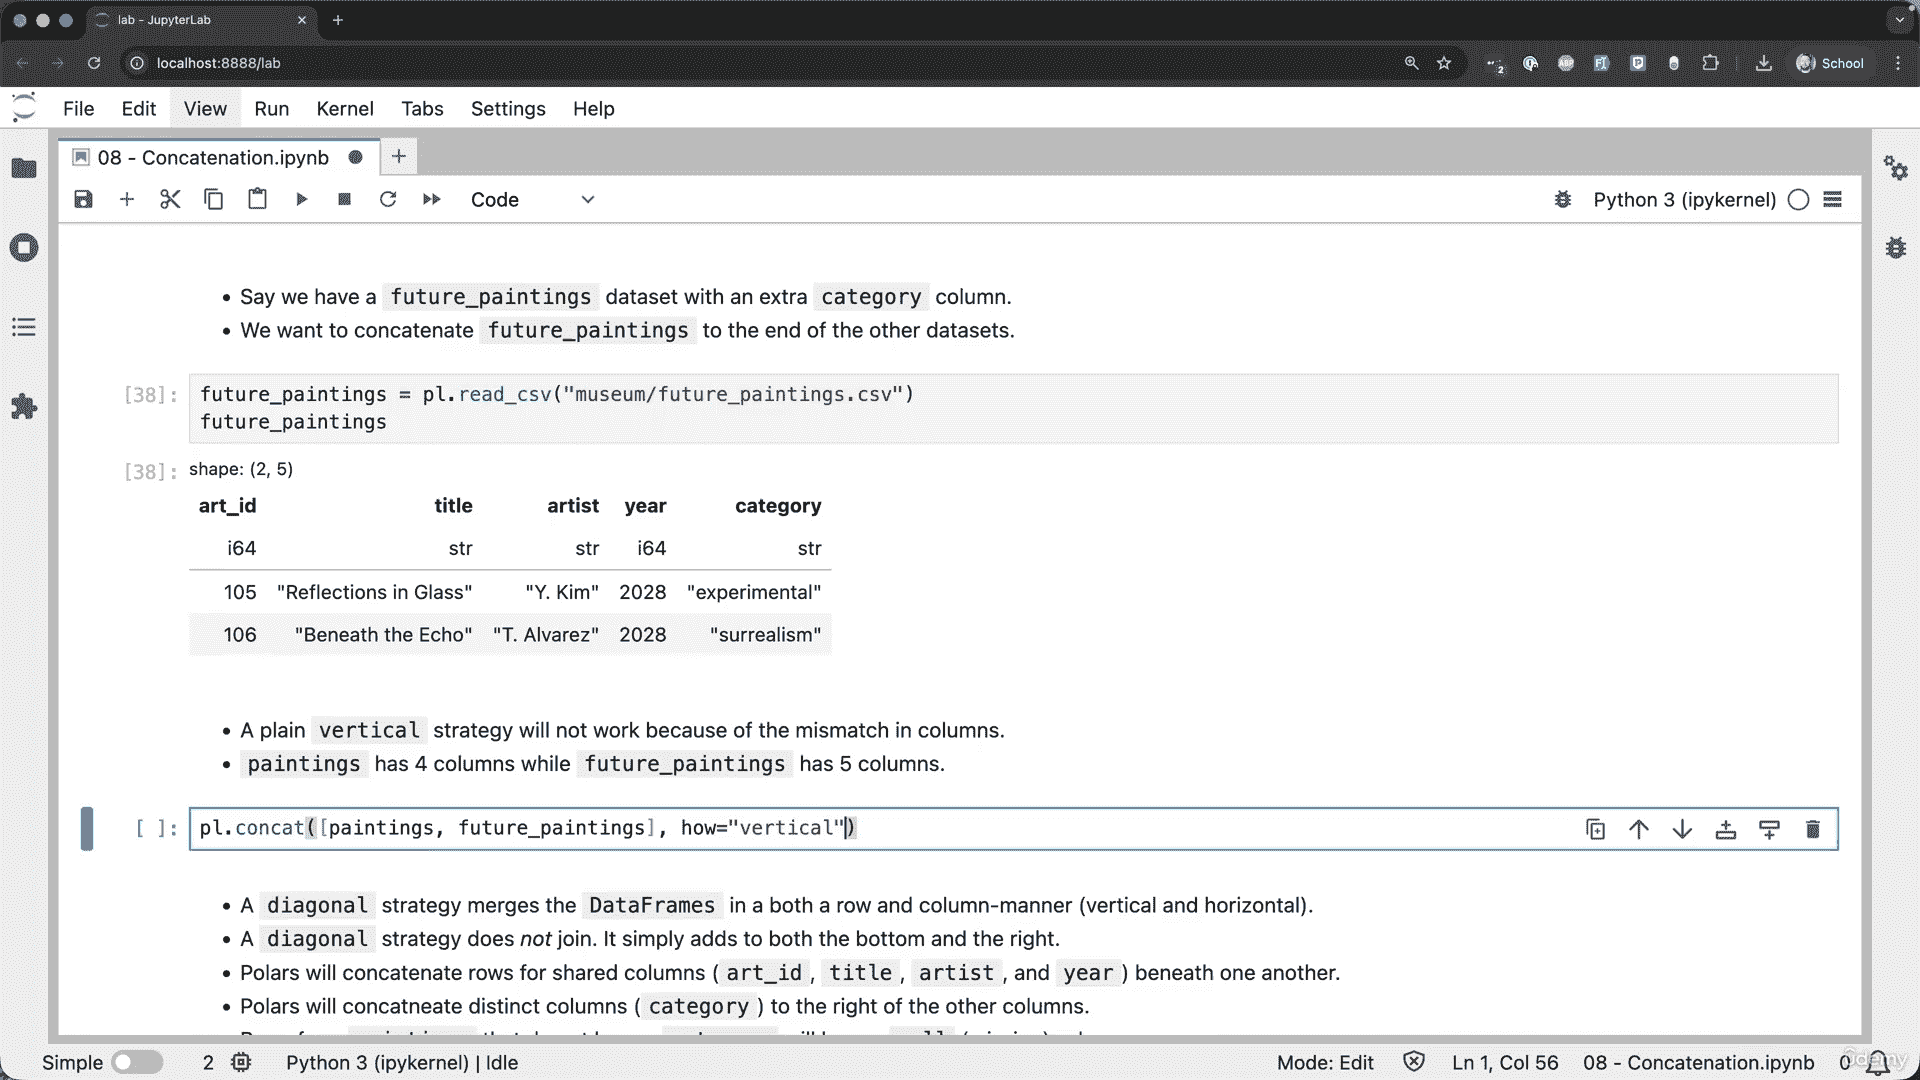 lab - JupyterLab
localhost:8888/lab
2
ABP
School
File Edit View Run Kernel Tabs Settings Help
08 - Concatenation.ipynb
Code
Python 3 (ipykernel)
• Say we have a future_paintings dataset with an extra category column.
• We want to concatenate future_paintings to the end of the other datasets.
[38]: future_paintings = pl.read_csv("museum/future_paintings.csv")
future_paintings
[38]: shape: (2, 5)
art_id title artist year category
i64 str str i64 str
105 "Reflections in Glass" "Y. Kim" 2028 "experimental"
106 "Beneath the Echo" "T. Alvarez" 2028 "surrealism"
• A plain vertical strategy will not work because of the mismatch in columns.
• paintings has 4 columns while future_paintings has 5 columns.
[ ]: pl.concat([paintings, future_paintings], how="vertical")
• A diagonal strategy merges the DataFrames in a both a row and column-manner (vertical and horizontal).
• A diagonal strategy does not join. It simply adds to both the bottom and the right.
• Polars will concatenate rows for shared columns ( art_id , title , artist , and year ) beneath one another.
• Polars will concatneate distinct columns ( category ) to the right of the other columns.
Simple 2 Python 3 (ipykernel) | Idle Mode: Edit Ln 1, Col 56 08 - Concatenation.ipynb 0
udemy